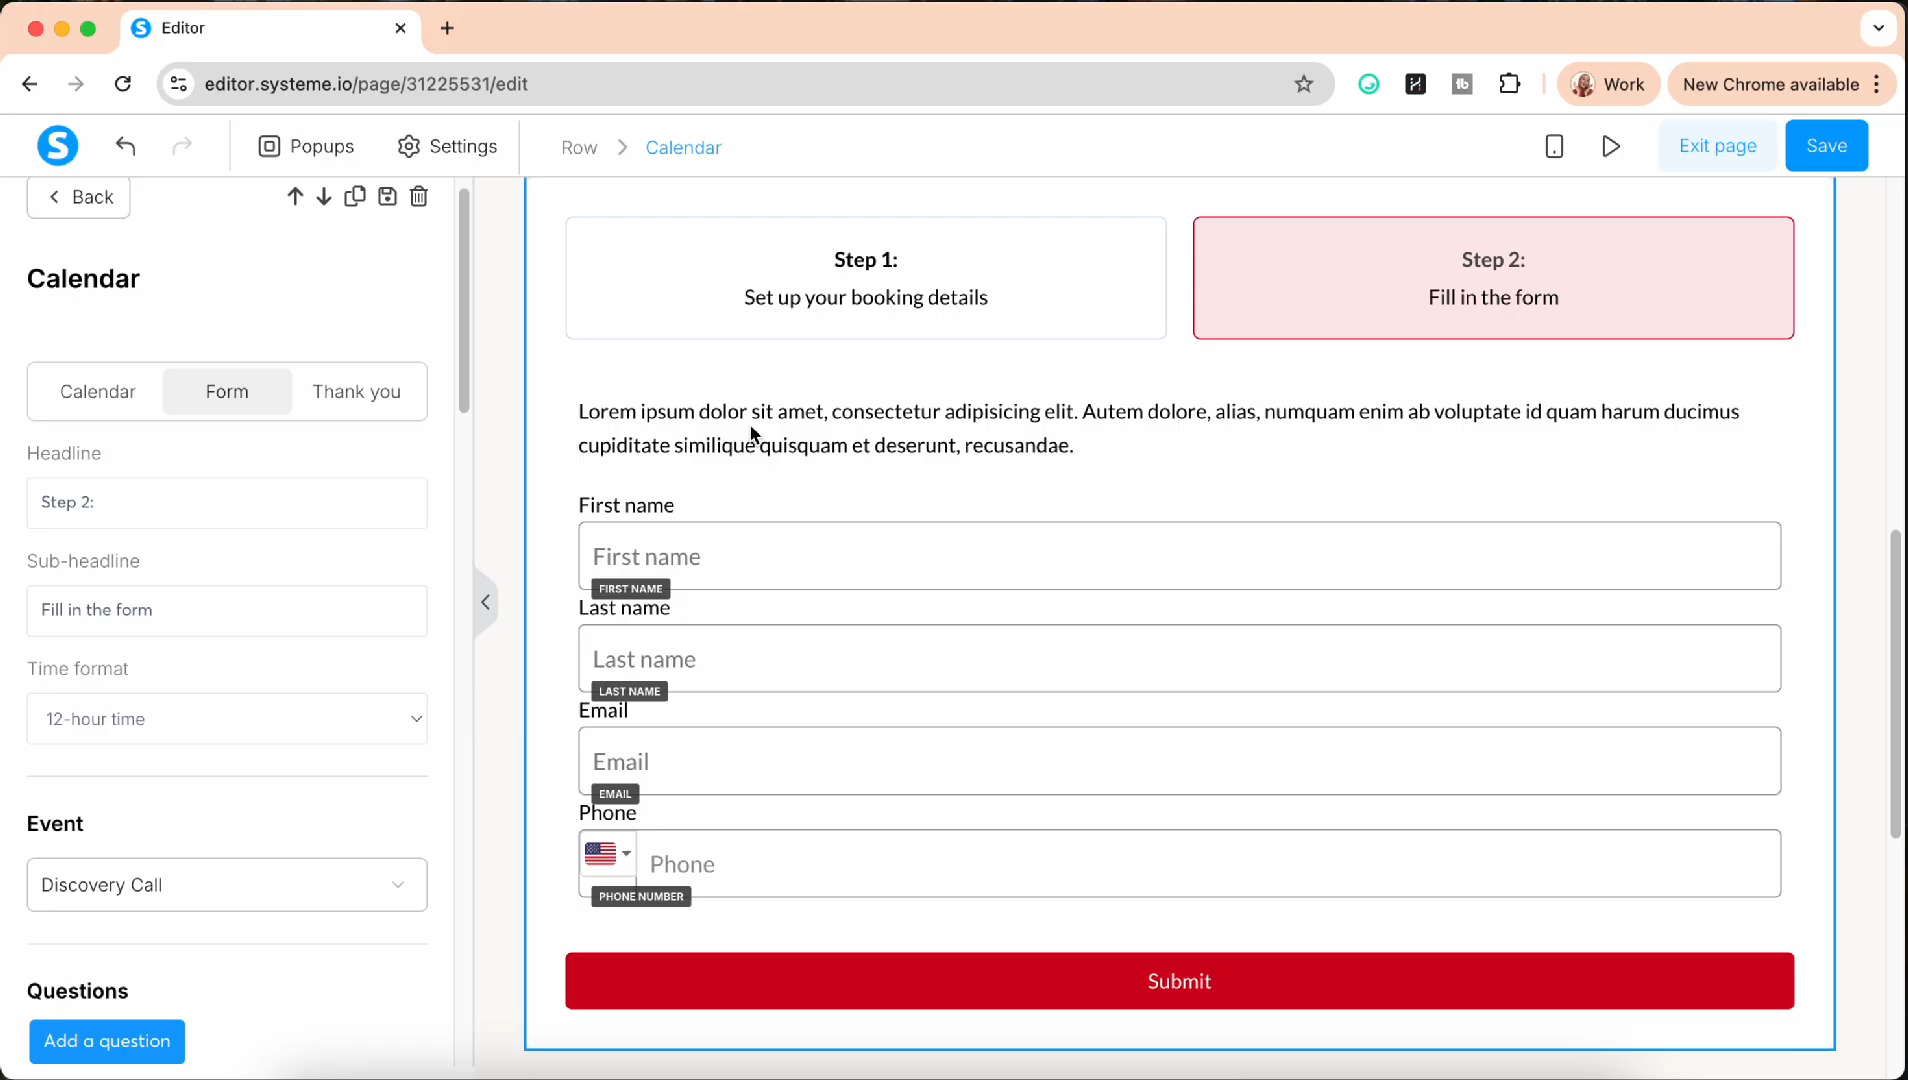 Editor
editor.systeme.io/page/31225531/edit
Work
New Chrome available
Popups
Settings
Row
Calendar
Exit page
Save
Back
Calendar
Calendar
Form
Thank you
Headline
Step 2:
Sub-headline
Fill in the form
Time format
12-hour time
Event
Discovery Call
Questions
Add a question
Step 1:
Set up your booking details
Step 2:
Fill in the form
Lorem ipsum dolor sit amet, consectetur adipisicing elit. Autem dolore, alias, numquam enim ab voluptate id quam harum ducimus
cupiditate similique quisquam et deserunt, recusandae.
First name
First name
FIRST NAME
Last name
Last name
LAST NAME
Email
Email
EMAIL
Phone
Phone
PHONE NUMBER
Submit